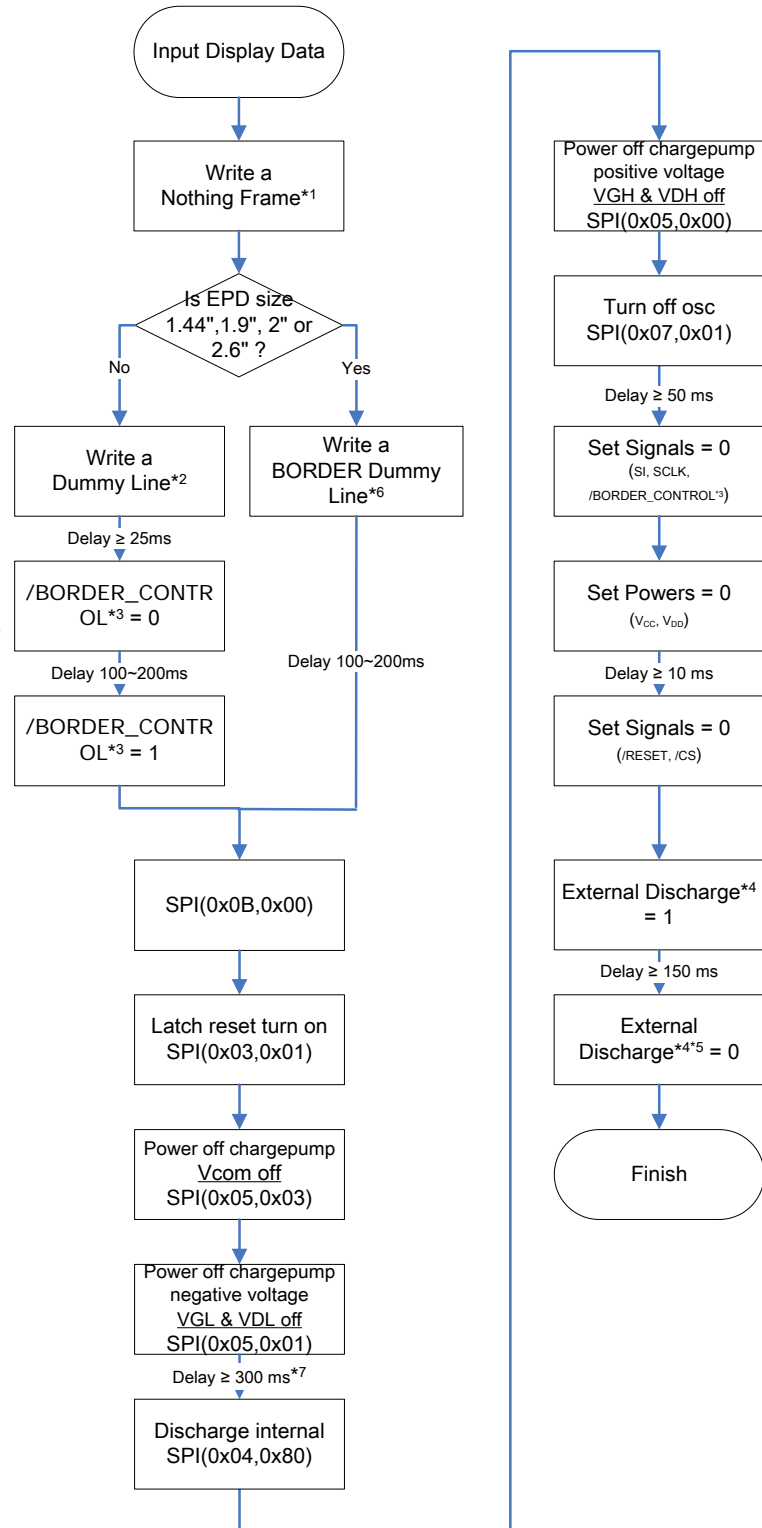 Input Display Data
Write a
Nothing Frame*1
Is EPD size
1.44",1.9", 2" or
2.6" ?
No
Yes
Write a
Dummy Line*2
Write a
BORDER Dummy
Line*6
Delay ≥ 25ms
/BORDER_CONTR
OL*3 = 0
Delay 100~200ms
Delay 100~200ms
/BORDER_CONTR
OL*3 = 1
SPI(0x0B,0x00)
Latch reset turn on
SPI(0x03,0x01)
Power off chargepump
Vcom off
SPI(0x05,0x03)
Power off chargepump
negative voltage
VGL & VDL off
SPI(0x05,0x01)
Delay ≥ 300 ms*7
Discharge internal
SPI(0x04,0x80)
Power off chargepump
positive voltage
VGH & VDH off
SPI(0x05,0x00)
Turn off osc
SPI(0x07,0x01)
Delay ≥ 50 ms
Set Signals = 0
(SI, SCLK,
/BORDER_CONTROL*3)
Set Powers = 0
(VCC, VDD)
Delay ≥ 10 ms
Set Signals = 0
(/RESET, /CS)
External Discharge*4
= 1
Delay ≥ 150 ms
External
Discharge*4*5 = 0
Finish